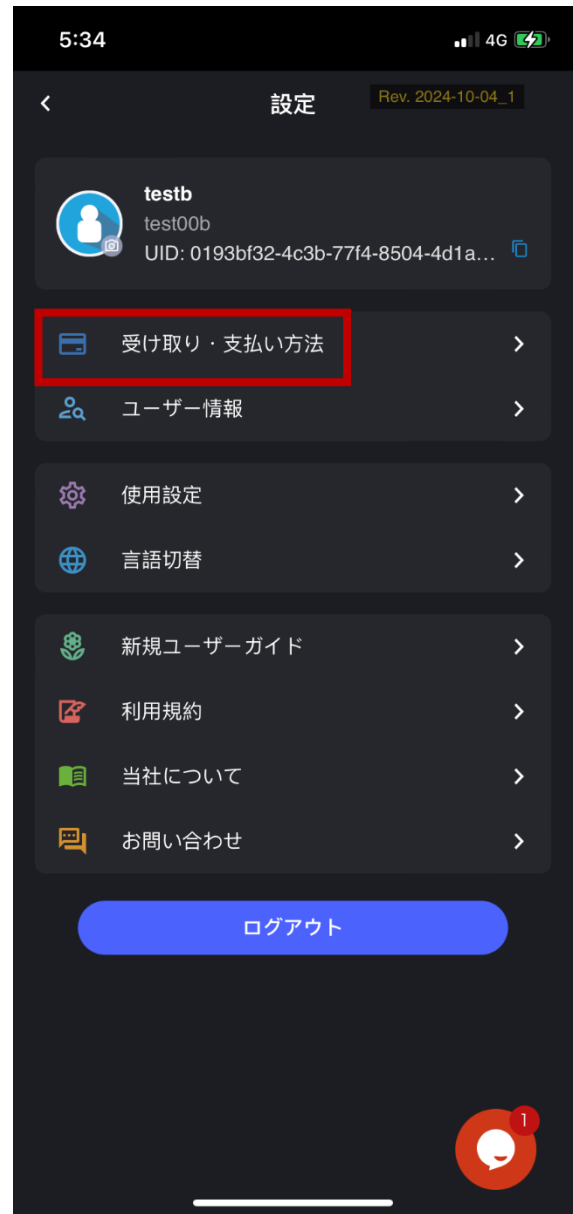 5:34
4G
設定
Rev. 2024-10-04_1
testb
test00b
UID: 0193bf32-4c3b-77f4-8504-4d1a...
受け取り・支払い方法
ユーザー情報
使用設定
言語切替
新規ユーザーガイド
利用規約
当社について
お問い合わせ
ログアウト
1